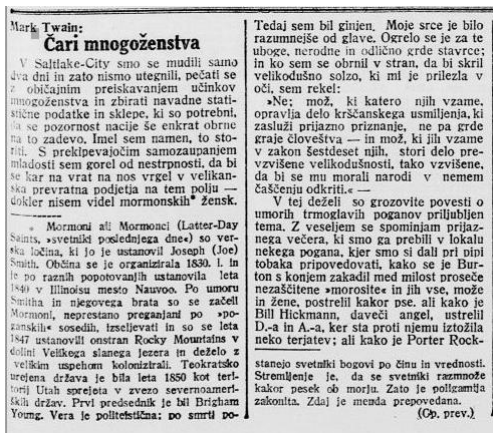 Mark Twain:
Čari mnogoženstva
V Saltlake-City smo se mudili samo
dva dni in zato nismo utegnili, pečati se
z običajnim preiskavanjem učinkov
mnogoženstva in zbirati navadne stati-
stične podatke in sklepe, ki so potrebni,
da se pozornost nacije še enkrat obrne
na to zadevo. Imel sem namen, to sto-
riti. S prekipevajočim samozaupanjem
mladosti sem gorel od nestrpnosti, da bi
se kar na vrat na nos vrgel v velikan-
ska prevratna podjetja na tem polju —
dokler nisem videl mormonskih* žensk.
* Mormoni ali Mormonci (Latter-Day
Saints, »svetniki poslednjega dne«) so ver-
ska ločina, ki jo je ustanovil Joseph (Joe)
Smith. Občina se je organizirala 1830. l. in
je po raznih popotovanjih ustanovila leta
1840 v Illinoisu mesto Nauvoo. Po umoru
Smitha in njegovega brata so se začeli
Mormoni, neprestano preganjani po »po-
ganskih« sosedih, izseljevati in so se leta
1847 ustanovili onstran Rocky Mountains v
dolini Velikega slanega jezera in deželo z
velikim uspehom kolonizirali. Teokratsko
urejena država je bila leta 1850 kot teri-
torij Utah sprejeta v zvezo severnoameri-
ških držav. Prvi predsednik je bil Brigham
Young. Vera je politeistična; po smrti po-
Tedaj sem bil ginjen. Moje srce je bilo
razumnejše od glave. Ogrelo se je za te
uboge, nerodne in odlično grde stavrce;
in ko sem se obrnil v stran, da bi skril
velikodušno solzo, ki mi je prilezla v
oči, sem rekel:
»Ne; mož, ki katero njih vzame,
opravlja delo krščanskega usmiljenja, ki
zasluži prijazno priznanje, ne pa grde
graje človeštva — in mož, ki jih vzame
v zakon šestdeset njih, stori delo pre-
vzvišene velikodušnosti, tako vzvišene,
da bi se mu morali narodi v nemem
čaščenju odkriti.« —
V tej deželi so grozovite povesti o
umorih trmoglavih poganov priljubljen
tema. Z veseljem se spominjam prijaz-
nega večera, ki smo ga prebili v lokalu
nekega pogana, kjer smo si dali pri pipi
tobaka pripovedovati, kako se je Bur-
ton s konjem zakadil med milost proseče
nezaščitene »morosite« in jih vse, može
in žene, postrelil kakor pse. ali kako je
Bill Hickmann, daveči angel, ustrelil
D.-a in A.-a, ker sta proti njemu iztožila
neko terjatev; ali kako je Porter Rock-
stanejo svetniki bogovi po činu in vrednosti.
Stremljenje je, da se svetniki razmnože
kakor pesek ob morju. Zato je poligamija
zakonita. Zdaj je menda prepovedana.
(Op. prev.)